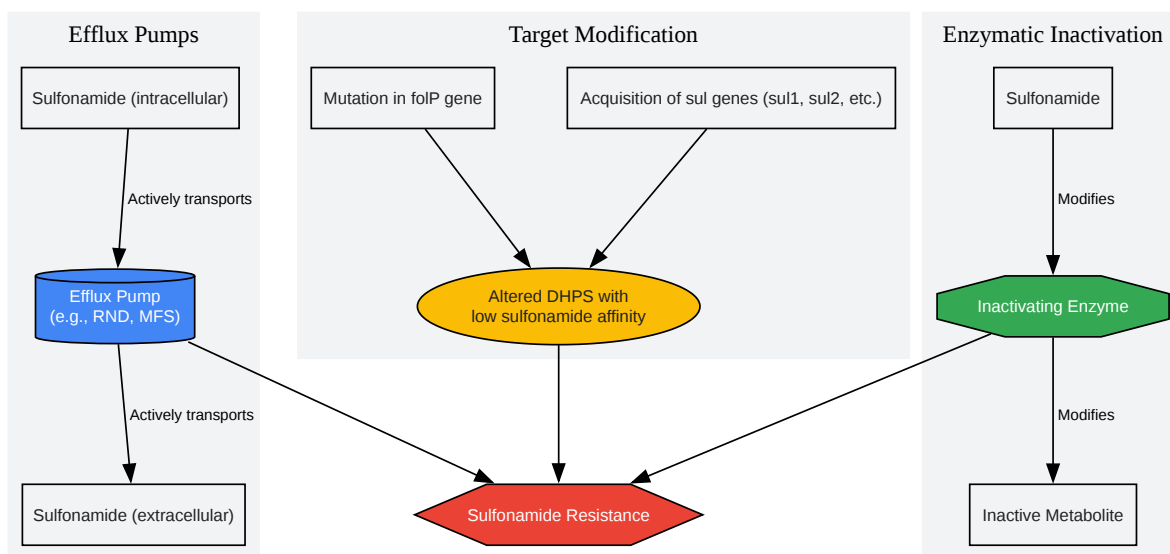 Efflux Pumps
Target Modification
Enzymatic Inactivation
Sulfonamide (intracellular)
Mutation in folP gene
Acquisition of sul genes (sul1, sul2, etc.)
Sulfonamide
Actively transports
Modifies
Efflux Pump
(e.g., RND, MFS)
Altered DHPS with
low sulfonamide affinity
Inactivating Enzyme
Actively transports
Modifies
Sulfonamide (extracellular)
Sulfonamide Resistance
Inactive Metabolite